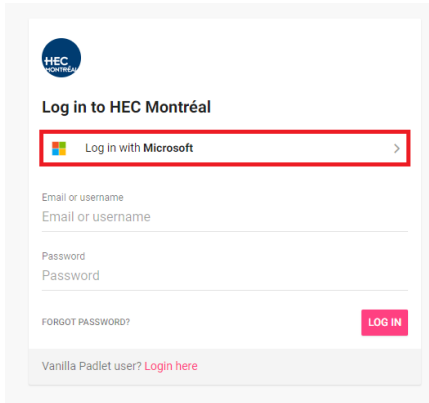 HEC
MONTRÉAL
Log in to HEC Montréal
Log in with Microsoft
Email or username
Email or username
Password
Password
FORGOT PASSWORD?
LOG IN
Vanilla Padlet user? Login here